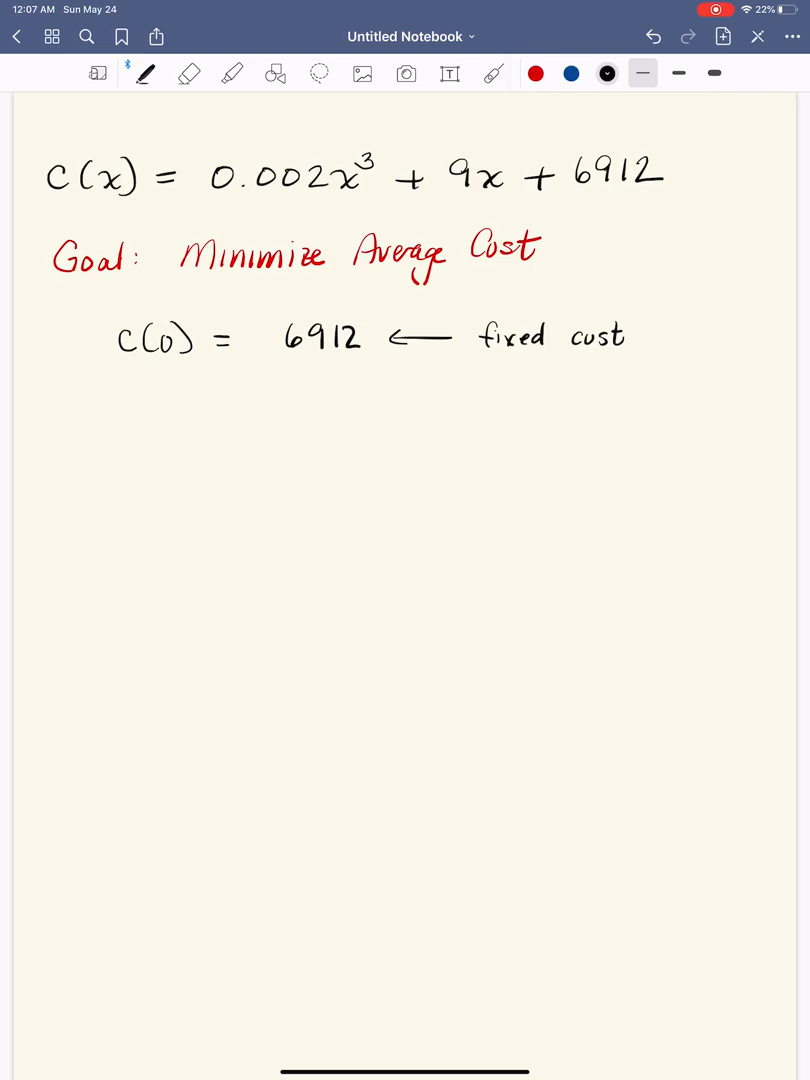 12:07 AM Sun May 24
22%
Untitled Notebook
T
C(x) = 0.002x³ + 9x + 6912
Goal: Minimize Average Cost
C(0) = 6912 ← fixed cost